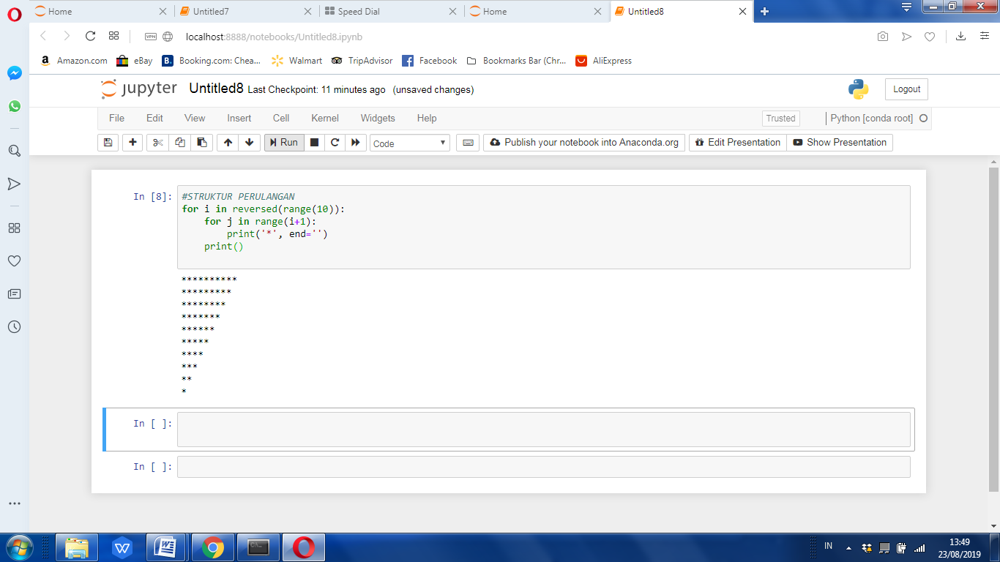 Home
Untitled7
Speed Dial
Home
Untitled8
VPN
localhost:8888/notebooks/Untitled8.ipynb
Amazon.com
eBay
Booking.com: Chea...
Walmart
TripAdvisor
Facebook
Bookmarks Bar (Chr...
AliExpress
jupyter Untitled8 Last Checkpoint: 11 minutes ago (unsaved changes)
Logout
File Edit View Insert Cell Kernel Widgets Help
Trusted
Python [conda root]
Run
Code
Publish your notebook into Anaconda.org
Edit Presentation
Show Presentation
In [8]:
#STRUKTUR PERULANGAN
for i in reversed(range(10)):
    for j in range(i+1):
        print('*', end='')
    print()
**********
*********
********
*******
******
*****
****
***
**
*
In [ ]:
In [ ]:
IN
13:49
23/08/2019